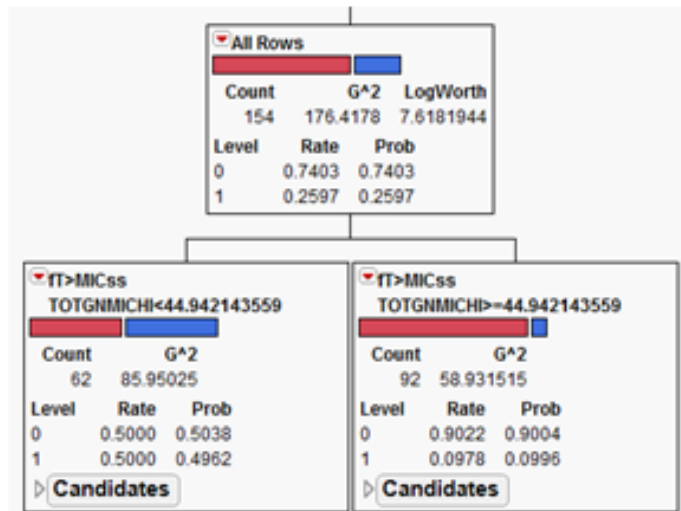 All Rows
Count G^2 LogWorth
154 176.4178 7.6181944
Level Rate Prob
0 0.7403 0.7403
1 0.2597 0.2597
fT>MICss
TOTGNMICHI<44.942143559
Count G^2
62 85.95025
Level Rate Prob
0 0.5000 0.5038
1 0.5000 0.4962
Candidates
fT>MICss
TOTGNMICHI>=44.942143559
Count G^2
92 58.931515
Level Rate Prob
0 0.9022 0.9004
1 0.0978 0.0996
Candidates